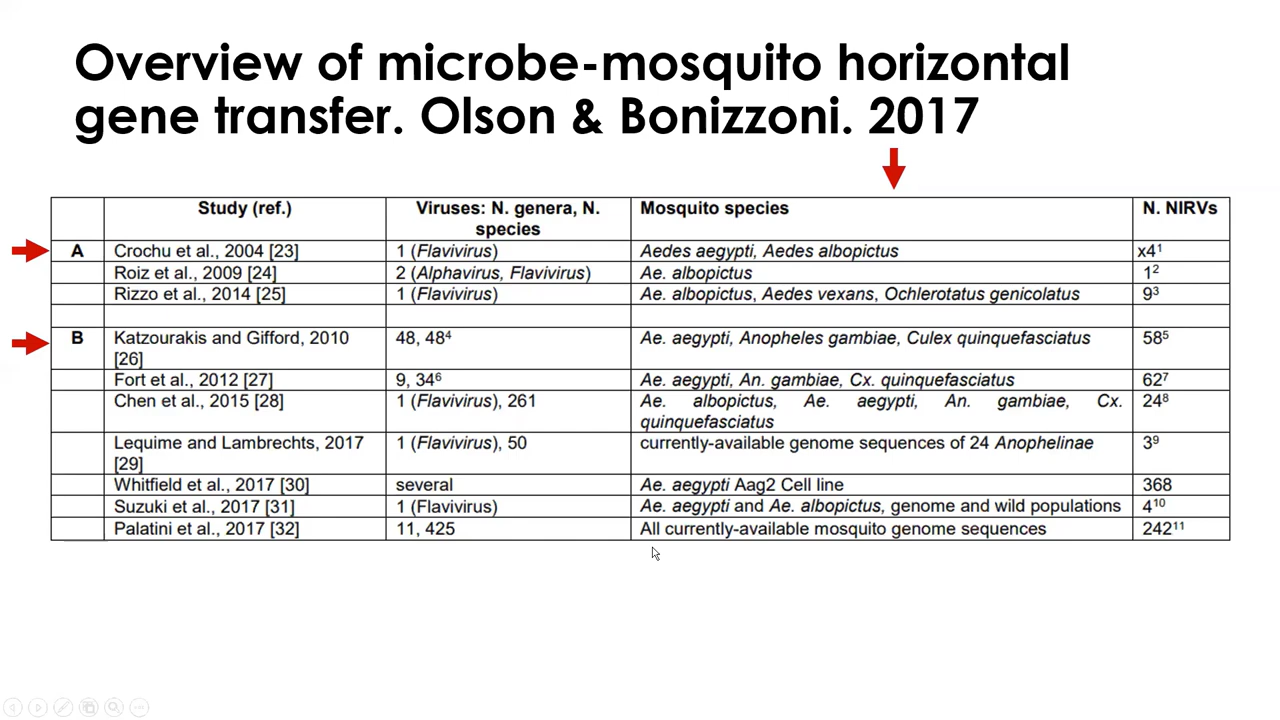 Overview of microbe-mosquito horizontal
gene transfer. Olson & Bonizzoni. 2017
Study (ref.) Viruses: N. genera, N. species Mosquito species N. NIRVs
A Crochu et al., 2004 [23] 1 (Flavivirus) Aedes aegypti, Aedes albopictus x4¹
Roiz et al., 2009 [24] 2 (Alphavirus, Flavivirus) Ae. albopictus 1²
Rizzo et al., 2014 [25] 1 (Flavivirus) Ae. albopictus, Aedes vexans, Ochlerotatus genicolatus 9³
B Katzourakis and Gifford, 2010 [26] 48, 48⁴ Ae. aegypti, Anopheles gambiae, Culex quinquefasciatus 58⁵
Fort et al., 2012 [27] 9, 34⁶ Ae. aegypti, An. gambiae, Cx. quinquefasciatus 62⁷
Chen et al., 2015 [28] 1 (Flavivirus), 261 Ae. albopictus, Ae. aegypti, An. gambiae, Cx. quinquefasciatus 24⁸
Lequime and Lambrechts, 2017 [29] 1 (Flavivirus), 50 currently-available genome sequences of 24 Anophelinae 3⁹
Whitfield et al., 2017 [30] several Ae. aegypti Aag2 Cell line 368
Suzuki et al., 2017 [31] 1 (Flavivirus) Ae. aegypti and Ae. albopictus, genome and wild populations 4¹⁰
Palatini et al., 2017 [32] 11, 425 All currently-available mosquito genome sequences 242¹¹